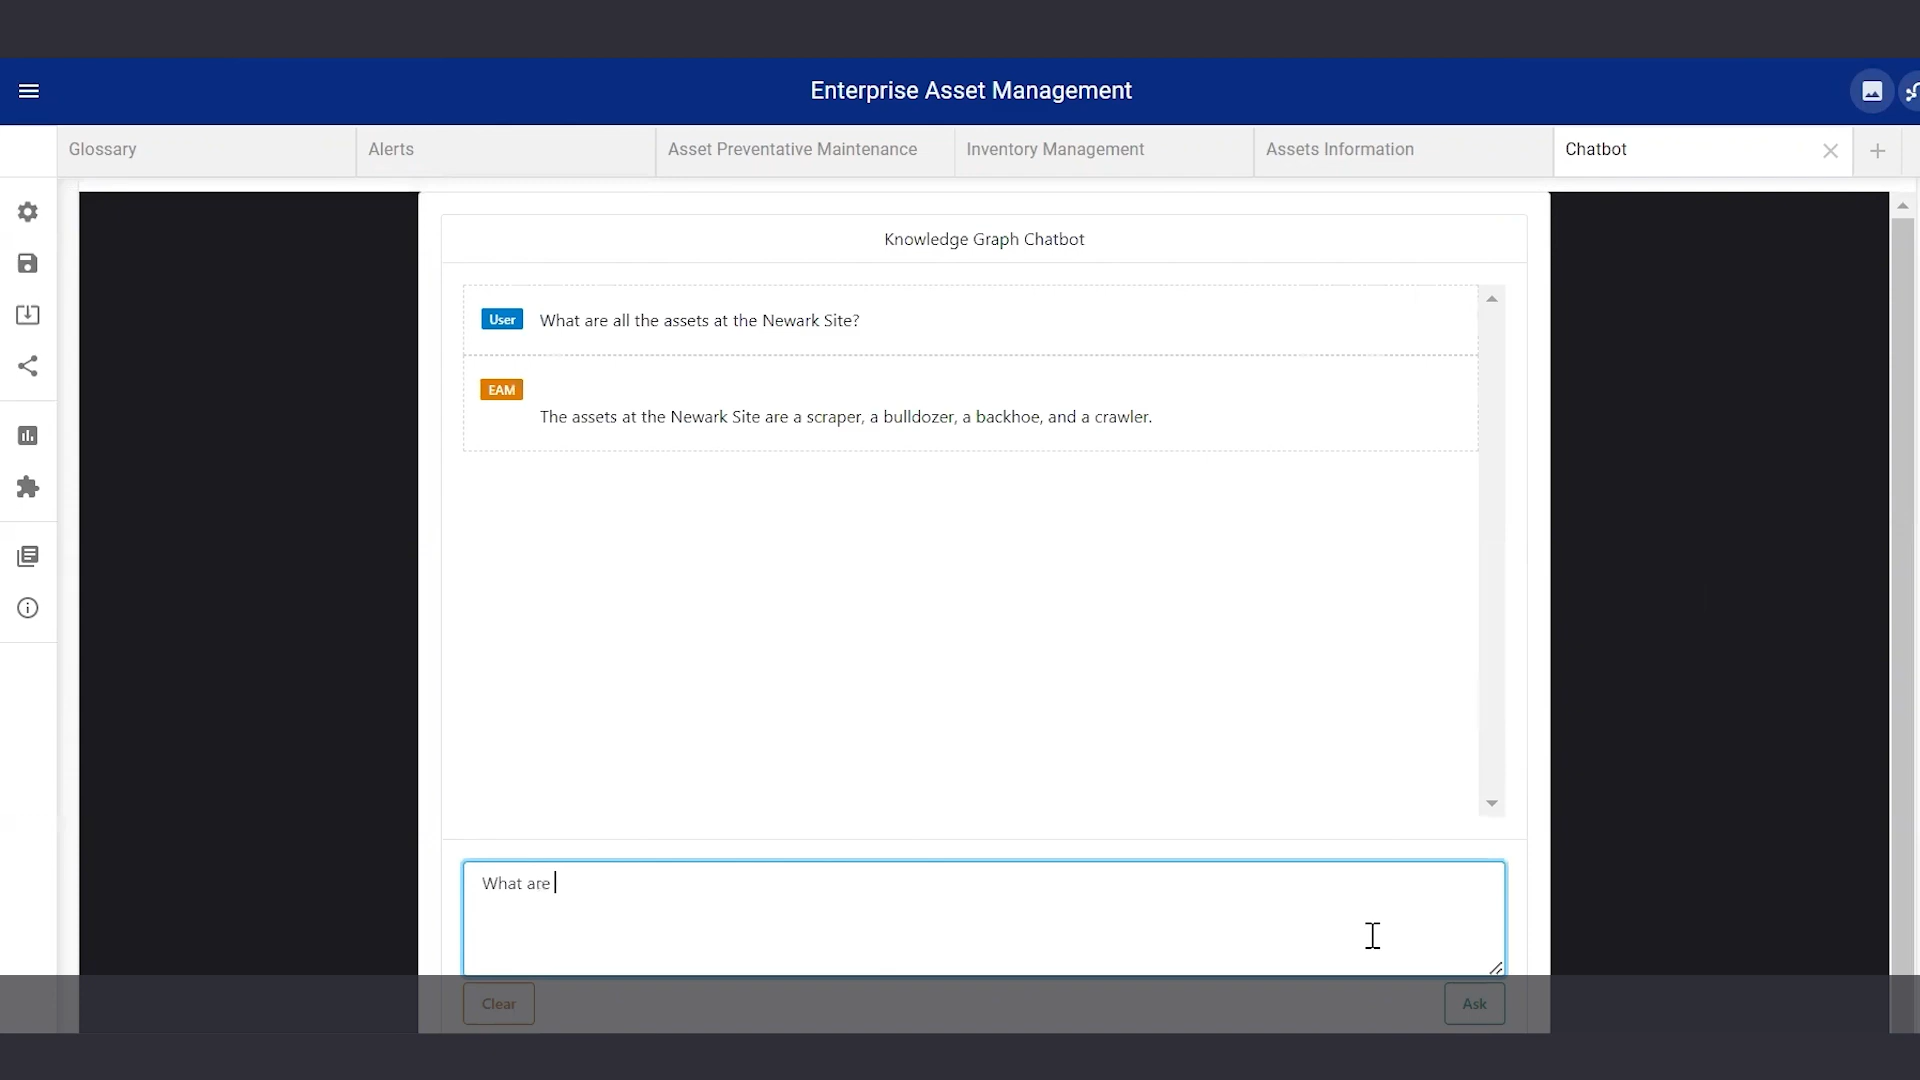 Enterprise Asset Management
Glossary
Alerts
Asset Preventative Maintenance
Inventory Management
Assets Information
Chatbot
Knowledge Graph Chatbot
User What are all the assets at the Newark Site?
EAM
The assets at the Newark Site are a scraper, a bulldozer, a backhoe, and a crawler.
What are
Clear
Ask